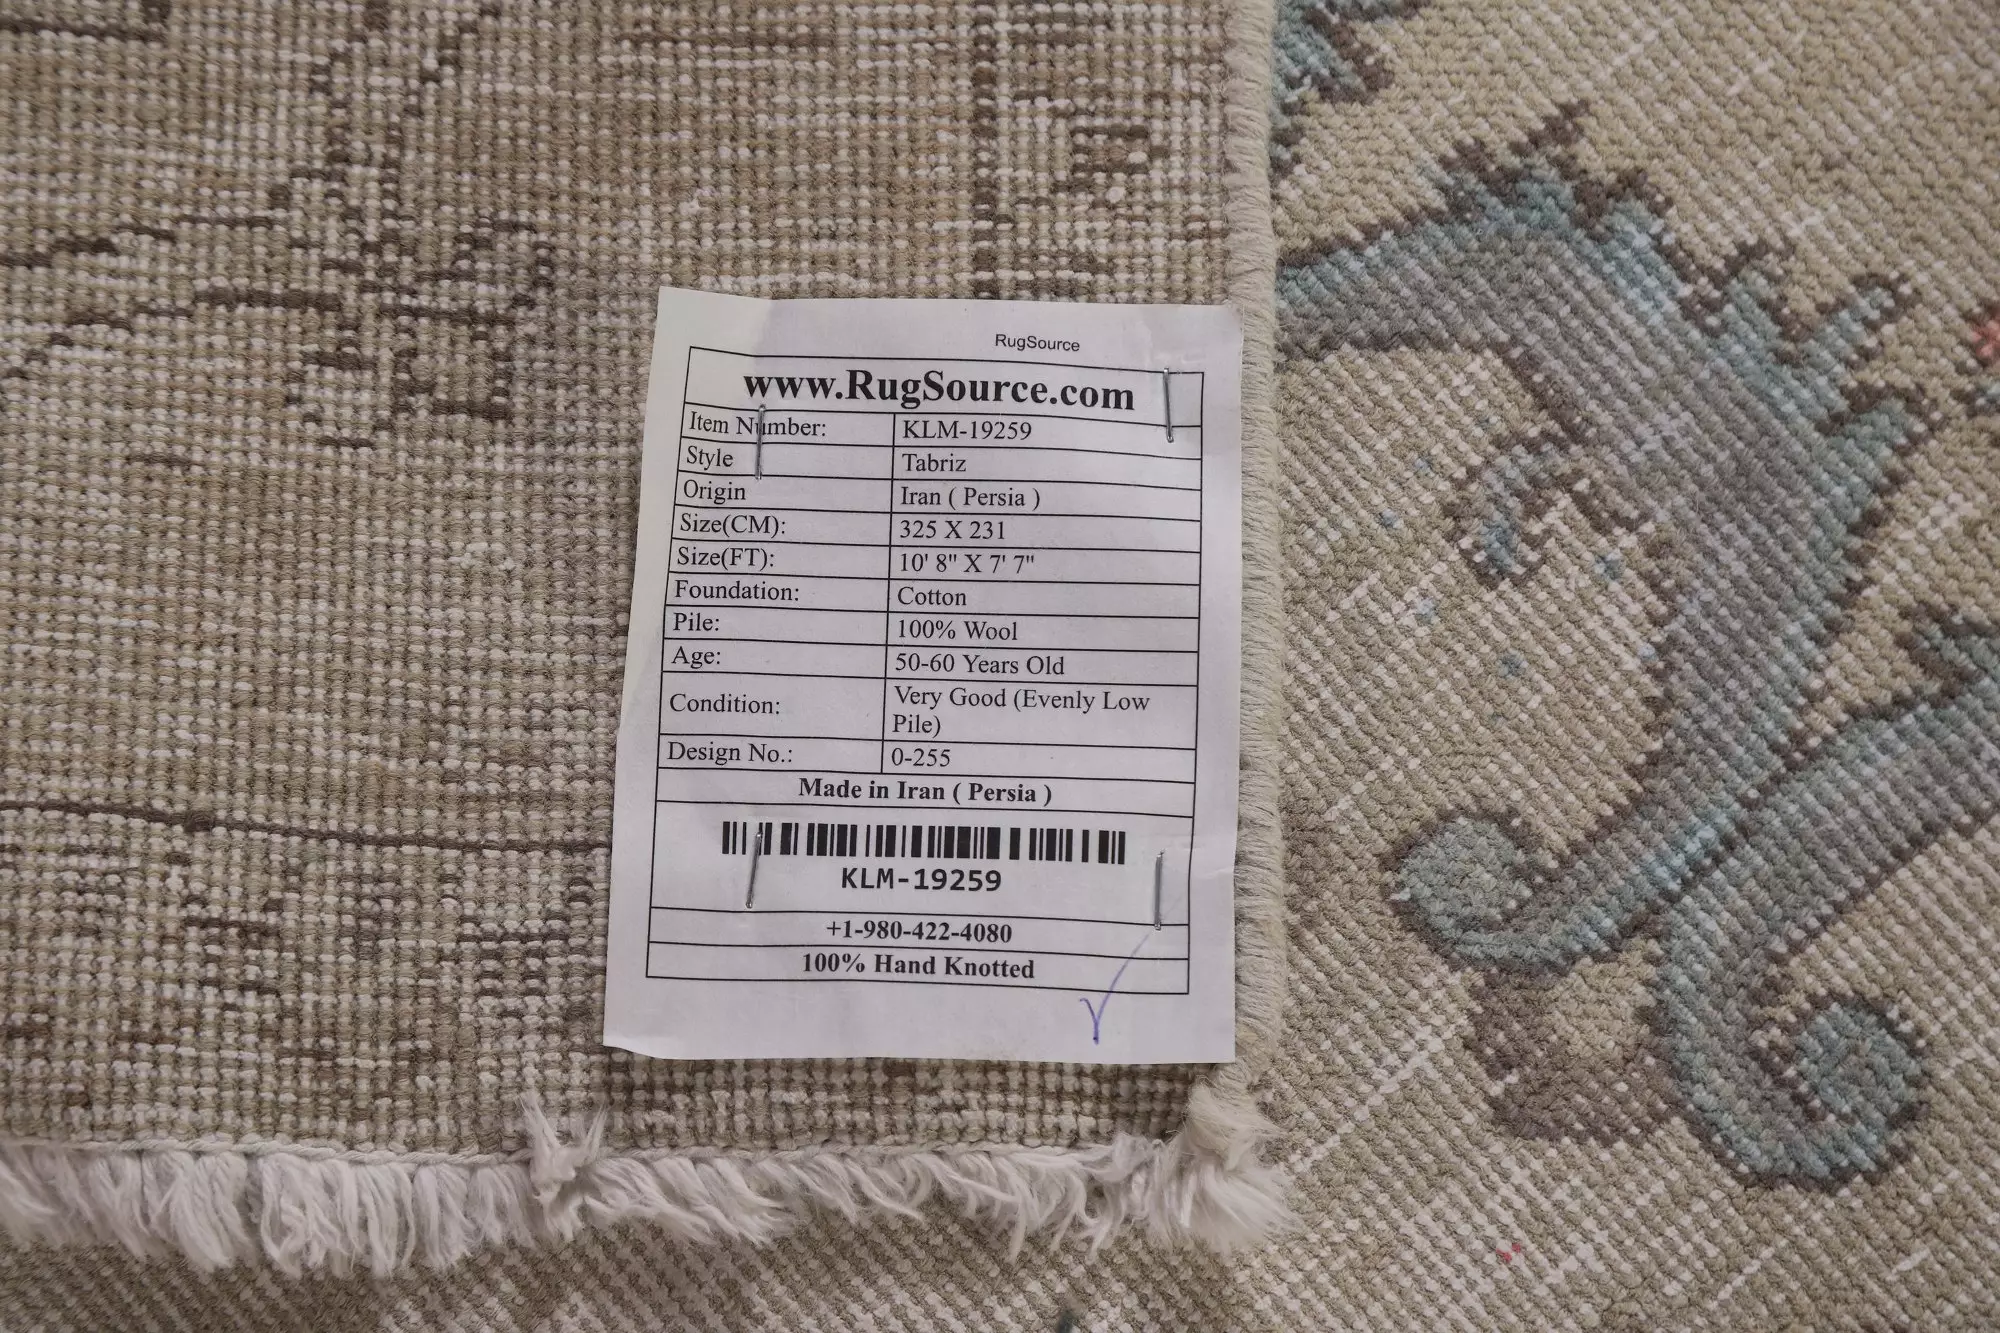 RugSource
www.RugSource.com
Item Number: KLM-19259
Style Tabriz
Origin Iran ( Persia )
Size(CM): 325 X 231
Size(FT): 10' 8" X 7' 7"
Foundation: Cotton
Pile: 100% Wool
Age: 50-60 Years Old
Condition: Very Good (Evenly Low
Pile)
Design No.: 0-255
Made in Iran ( Persia )
KLM-19259
+1-980-422-4080
100% Hand Knotted